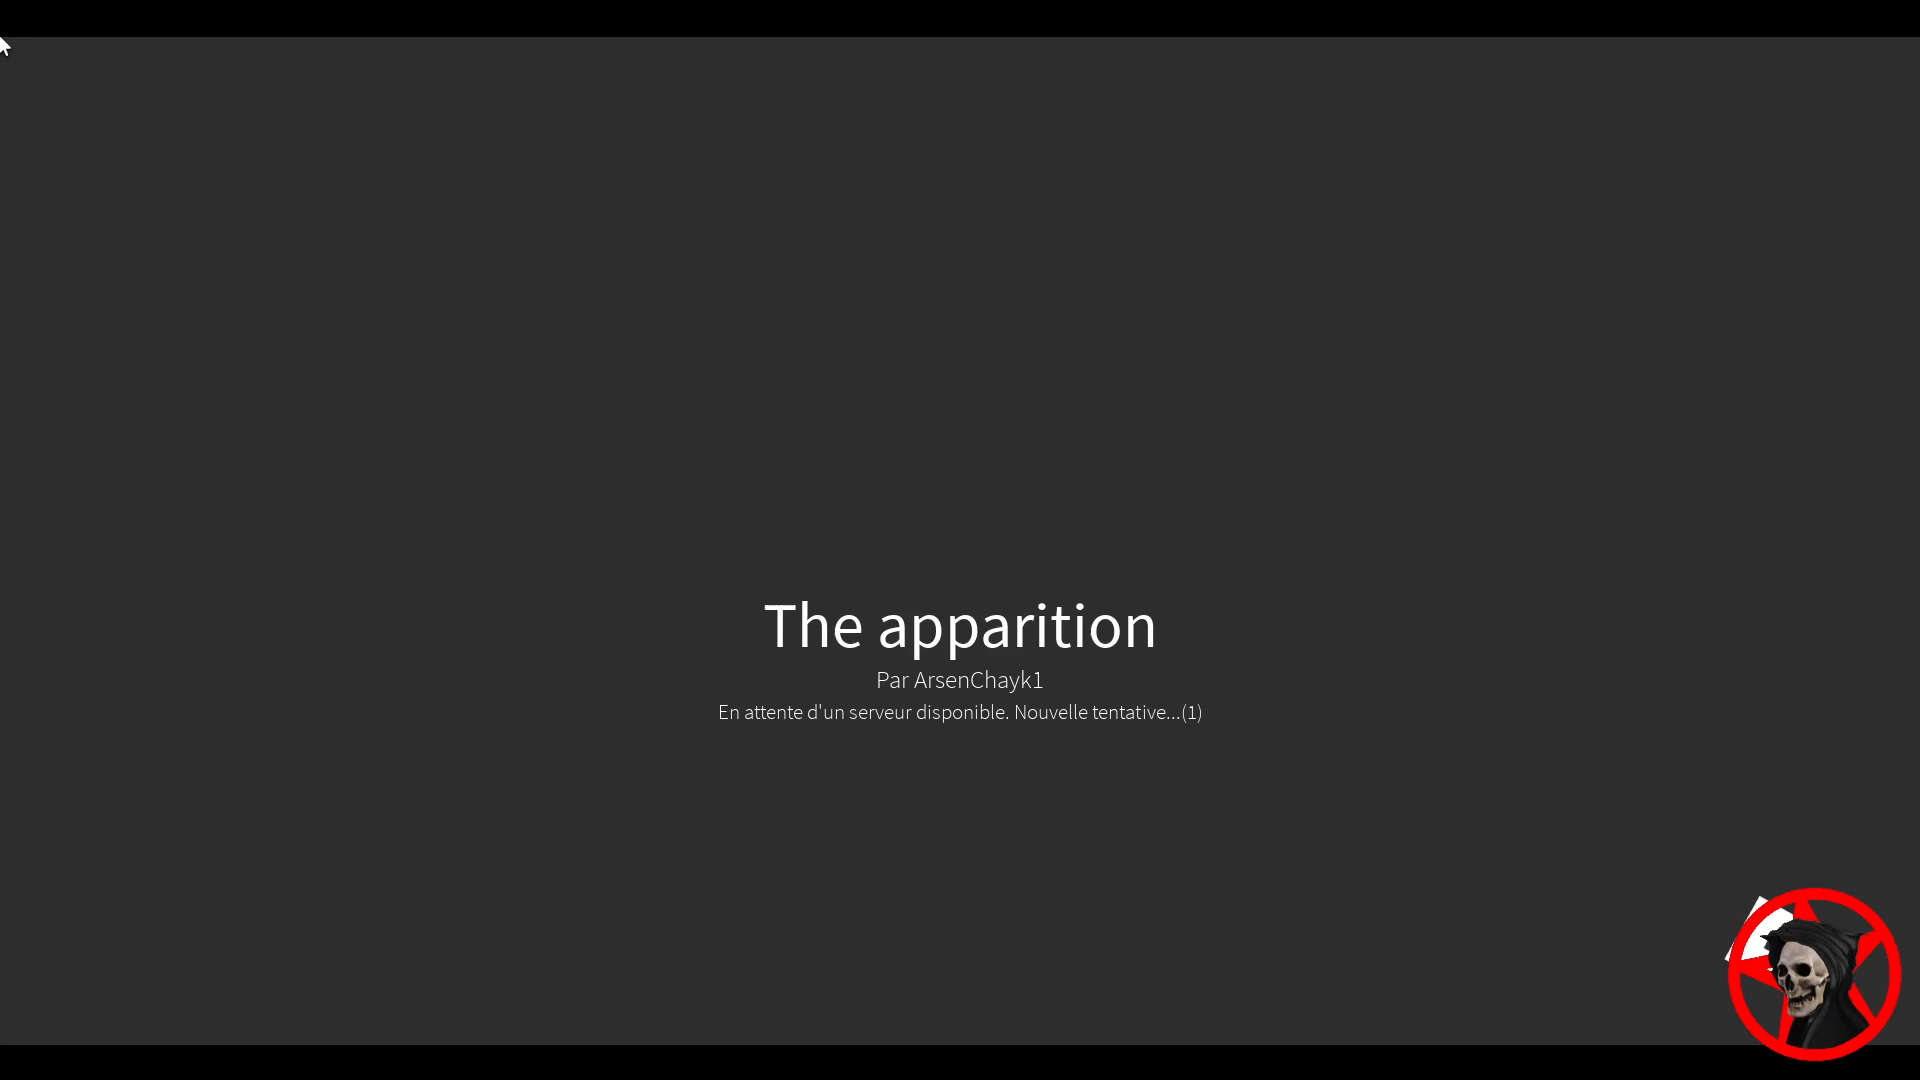 The apparition
Par ArsenChayk1
En attente d'un serveur disponible. Nouvelle tentative...(1)